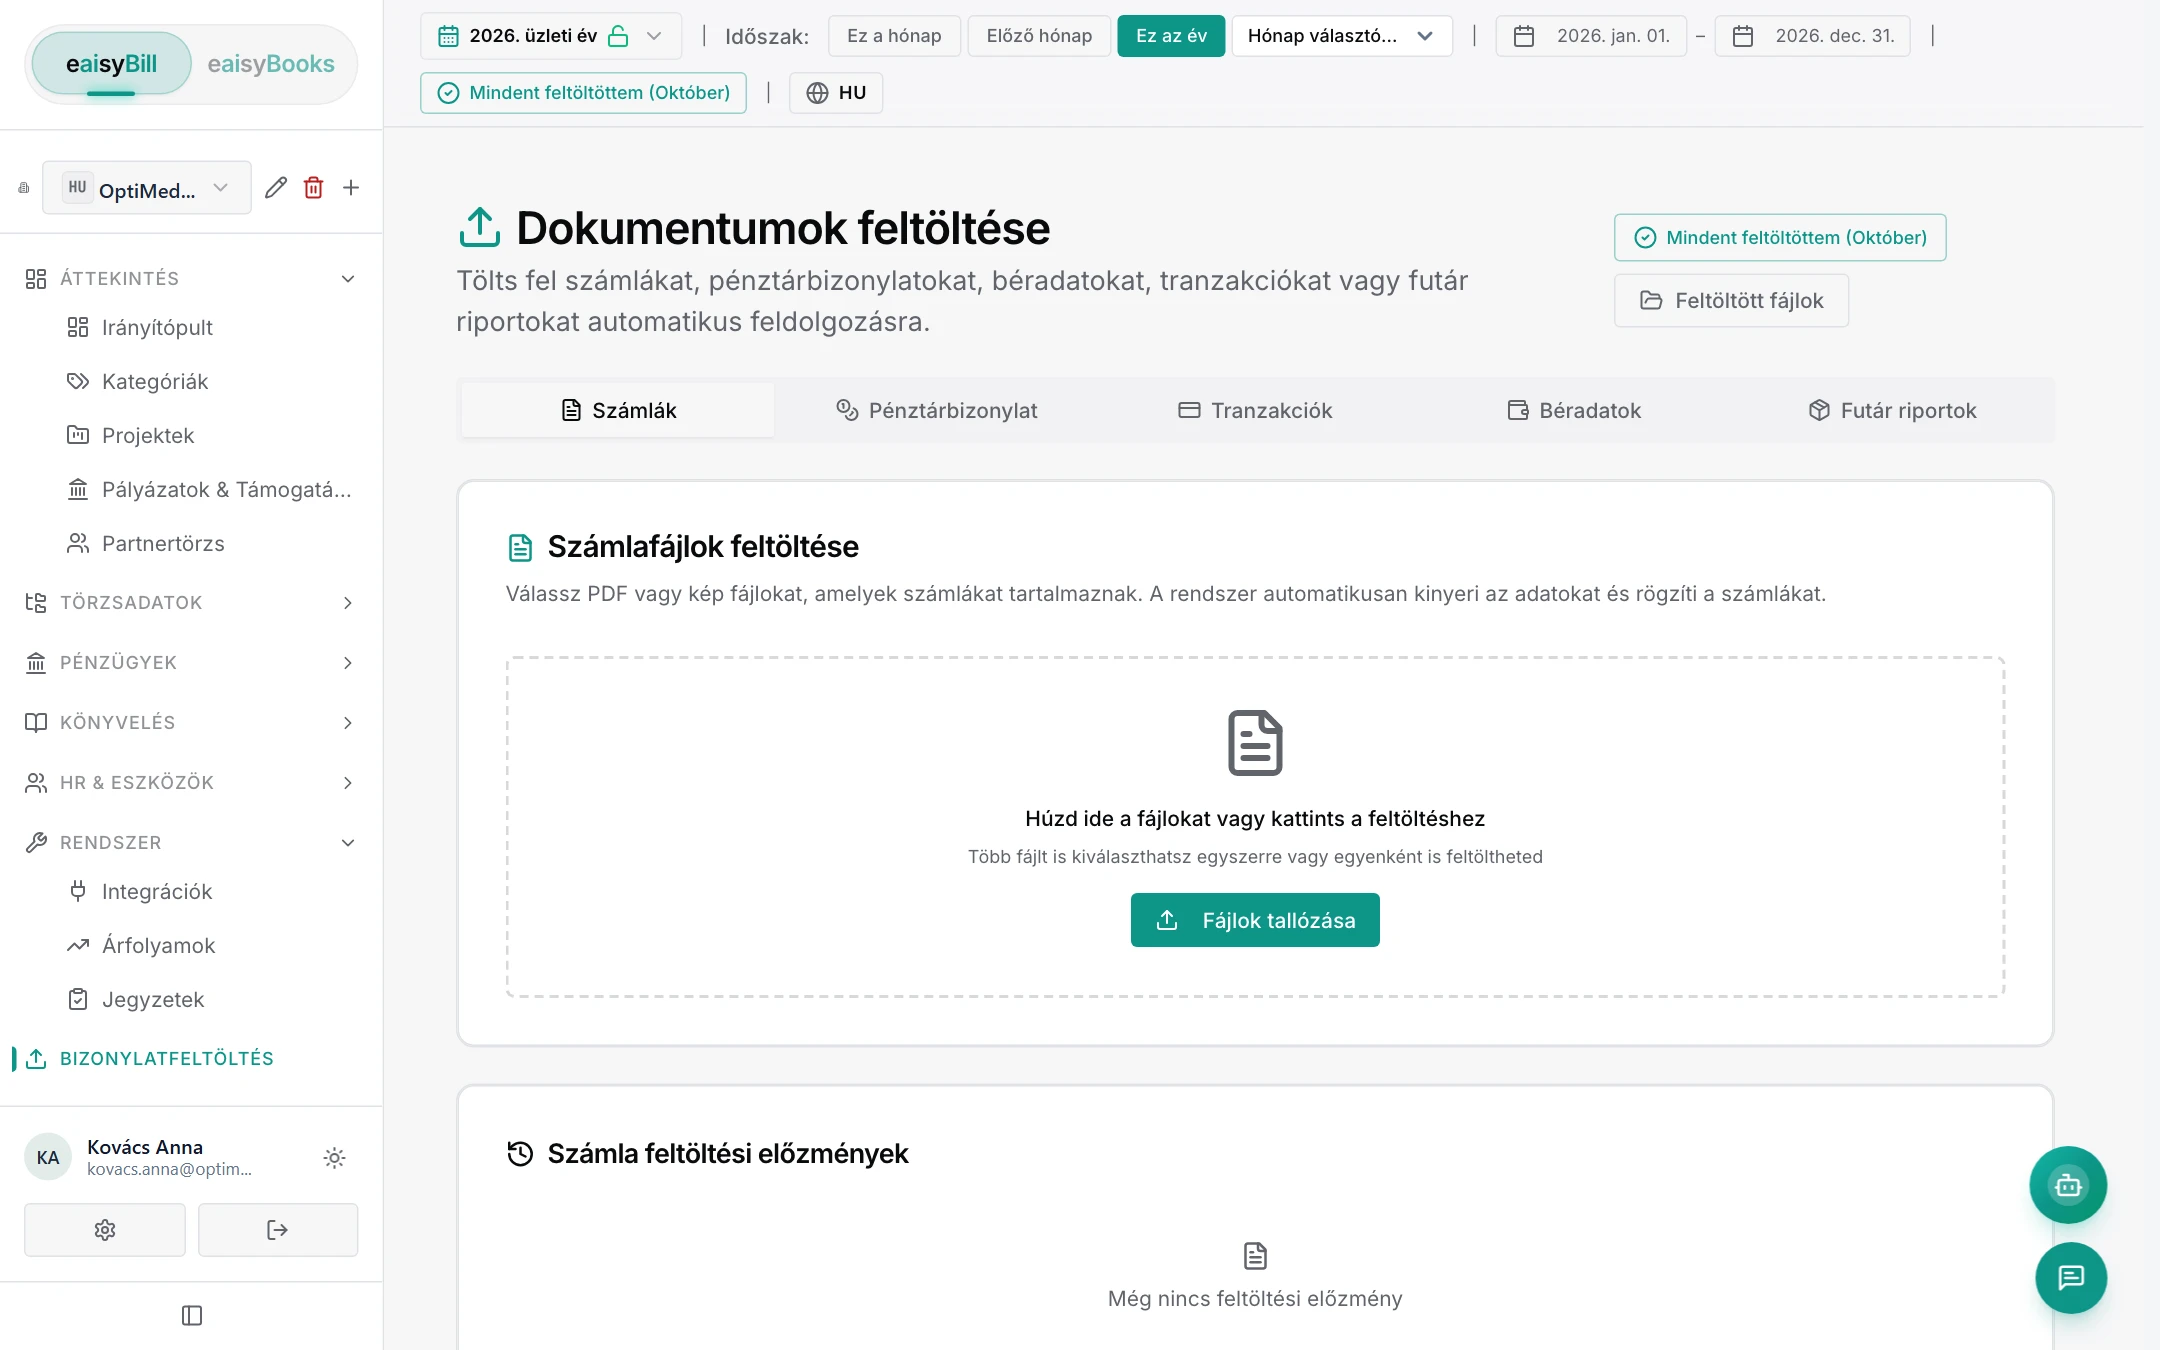 eaisyBill
eaisyBooks
HU OptiMed...
ÁTTEKINTÉS
Irányítópult
Kategóriák
Projektek
Pályázatok & Támogatá...
Partnertörzs
TÖRZSADATOK
PÉNZÜGYEK
KÖNYVELÉS
HR & ESZKÖZÖK
RENDSZER
Integrációk
Árfolyamok
Jegyzetek
BIZONYLATFELTÖLTÉS
KA
Kovács Anna
kovacs.anna@optim...
2026. üzleti év | Időszak: Ez a hónap Előző hónap Ez az év Hónap választó... | 2026. jan. 01. – 2026. dec. 31. |
Mindent feltöltöttem (Október) | HU
Dokumentumok feltöltése
Tölts fel számlákat, pénztárbizonylatokat, béradatokat, tranzakciókat vagy futár
riportokat automatikus feldolgozásra.
Mindent feltöltöttem (Október)
Feltöltött fájlok
Számlák Pénztárbizonylat Tranzakciók Béradatok Futár riportok
Számlafájlok feltöltése
Válassz PDF vagy kép fájlokat, amelyek számlákat tartalmaznak. A rendszer automatikusan kinyeri az adatokat és rögzíti a számlákat.
Húzd ide a fájlokat vagy kattints a feltöltéshez
Több fájlt is kiválaszthatsz egyszerre vagy egyenként is feltöltheted
Fájlok tallózása
Számla feltöltési előzmények
Még nincs feltöltési előzmény